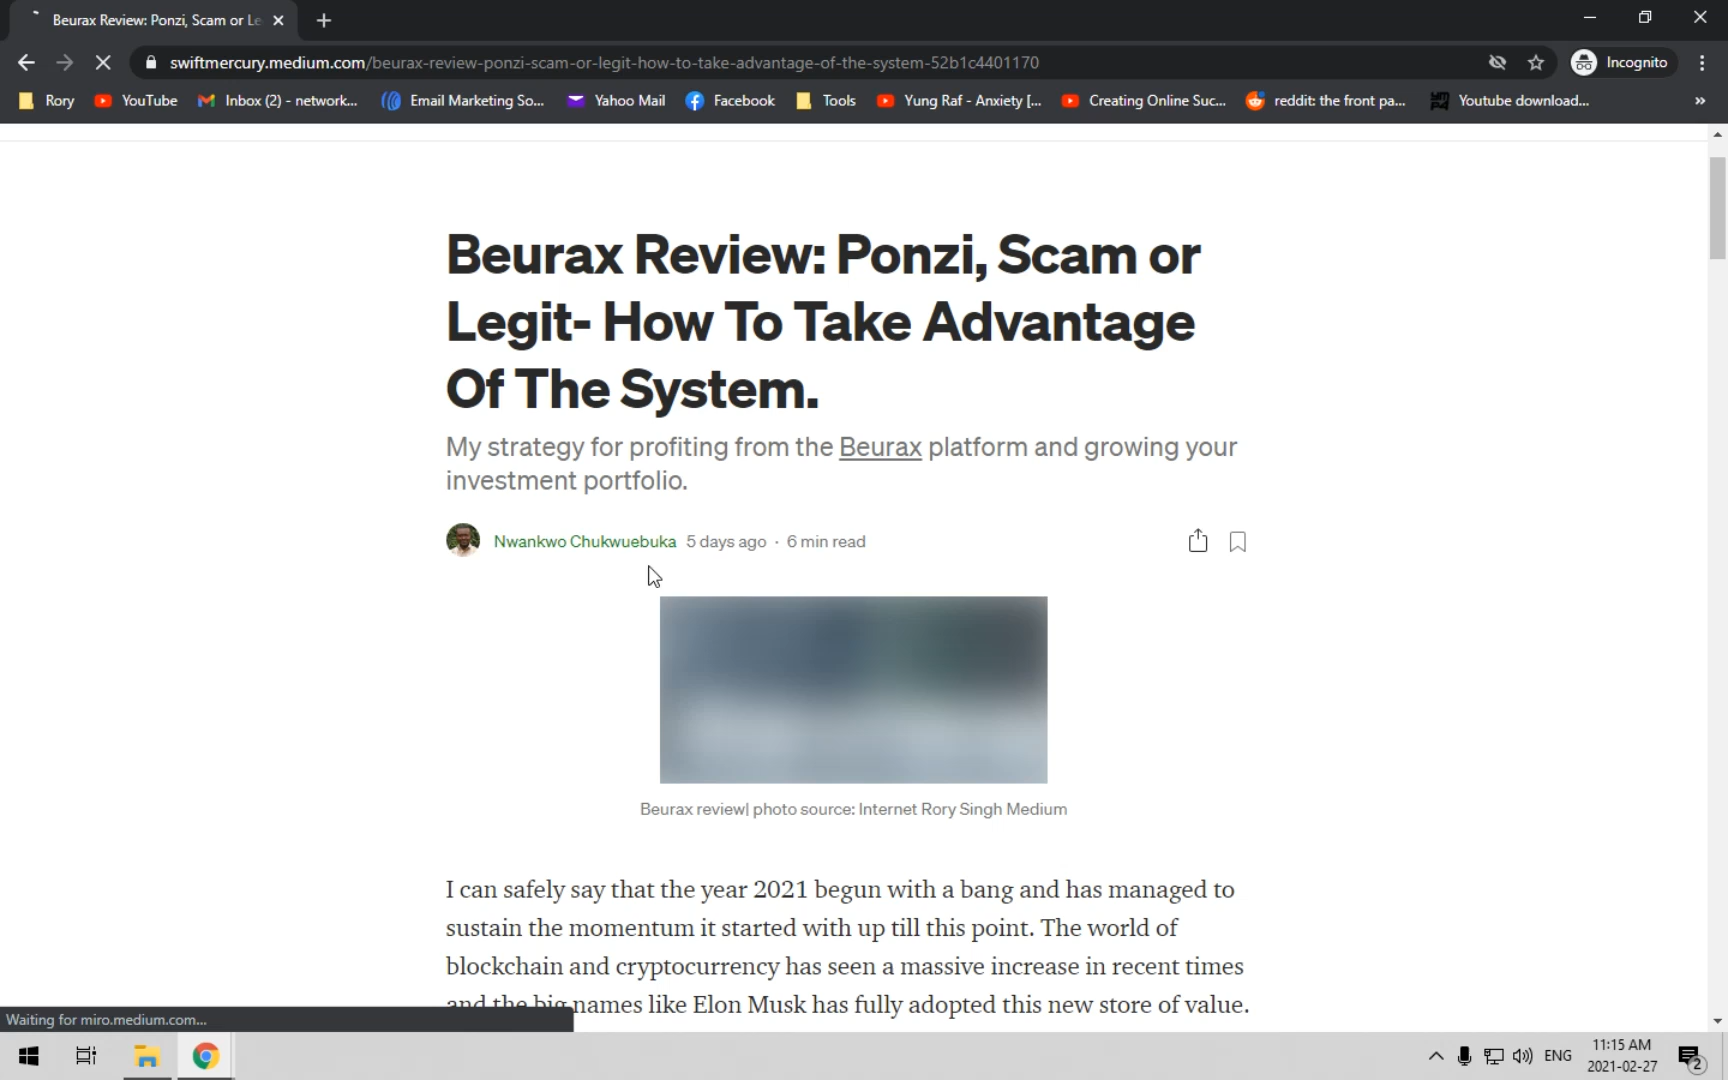 Beurax Review: Ponzi, Scam or Le
swiftmercury.medium.com/beurax-review-ponzi-scam-or-legit-how-to-take-advantage-of-the-system-52b1c4401170
Incognito
Rory YouTube Inbox (2) - network... Email Marketing So... Yahoo Mail Facebook Tools Yung Raf - Anxiety [... Creating Online Suc... reddit: the front pa... Youtube download... »
Beurax Review: Ponzi, Scam or
Legit- How To Take Advantage
Of The System.
My strategy for profiting from the Beurax platform and growing your
investment portfolio.
Nwankwo Chukwuebuka 5 days ago · 6 min read
Beurax review| photo source: Internet Rory Singh Medium
I can safely say that the year 2021 begun with a bang and has managed to
sustain the momentum it started with up till this point. The world of
blockchain and cryptocurrency has seen a massive increase in recent times
and the big names like Elon Musk has fully adopted this new store of value.
Waiting for miro.medium.com...
ENG
11:15 AM
2021-02-27
2